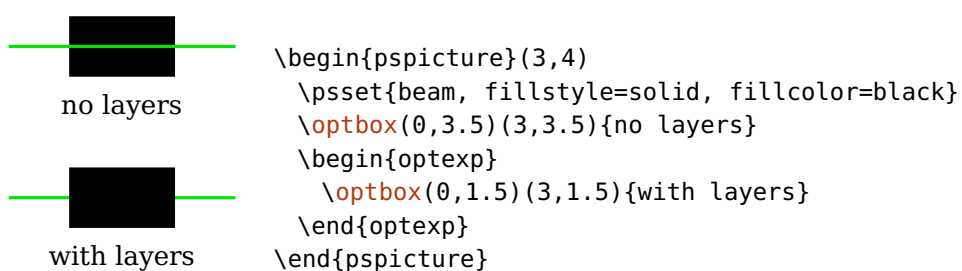 no layers
with layers
\begin{pspicture}(3,4)
  \psset{beam, fillstyle=solid, fillcolor=black}
  \optbox(0,3.5)(3,3.5){no layers}
  \begin{optexp}
    \optbox(0,1.5)(3,1.5){with layers}
  \end{optexp}
\end{pspicture}